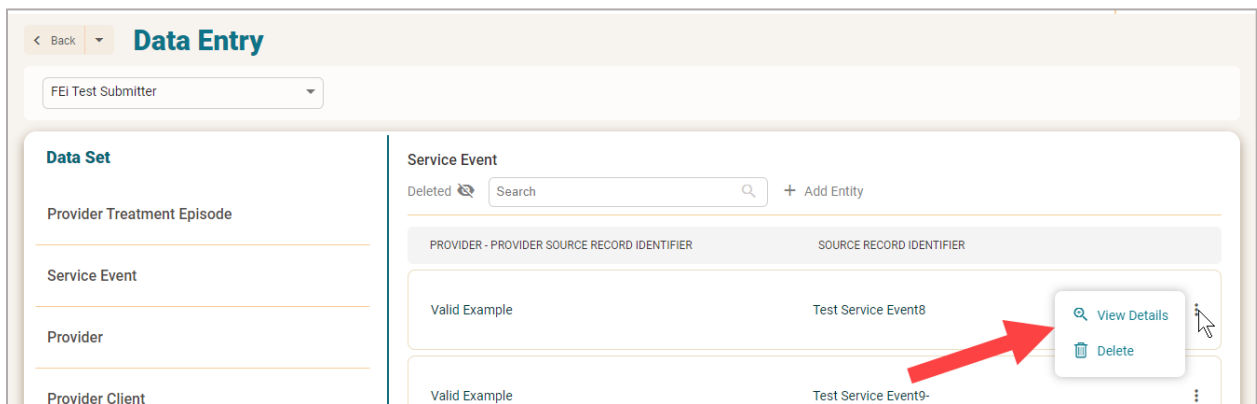 Back
Data Entry
FEi Test Submitter
Data Set
Provider Treatment Episode
Service Event
Provider
Provider Client
Service Event
Deleted
Search
+ Add Entity
PROVIDER - PROVIDER SOURCE RECORD IDENTIFIER SOURCE RECORD IDENTIFIER
Valid Example Test Service Event8
View Details
Delete
Valid Example Test Service Event9-